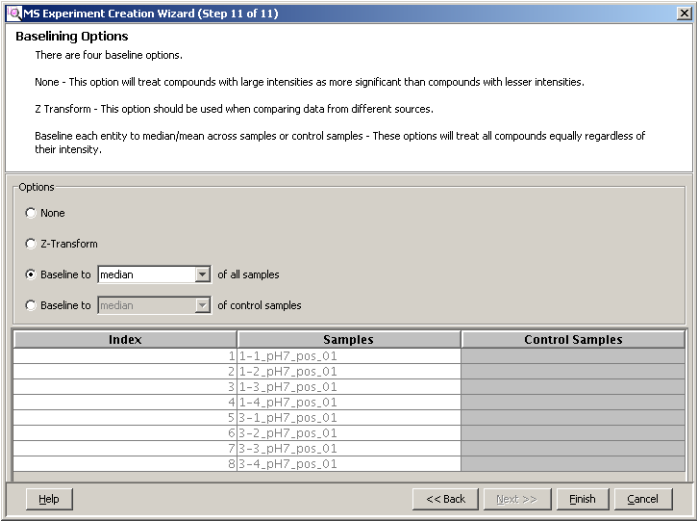 MS Experiment Creation Wizard (Step 11 of 11)
Baselining Options
There are four baseline options.
None - This option will treat compounds with large intensities as more significant than compounds with lesser intensities.
Z Transform - This option should be used when comparing data from different sources.
Baseline each entity to median/mean across samples or control samples - These options will treat all compounds equally regardless of
their intensity.
Options
None
Z-Transform
Baseline to median of all samples
Baseline to median of control samples
Index Samples Control Samples
1 1-1_pH7_pos_01
2 1-2_pH7_pos_01
3 1-3_pH7_pos_01
4 1-4_pH7_pos_01
5 3-1_pH7_pos_01
6 3-2_pH7_pos_01
7 3-3_pH7_pos_01
8 3-4_pH7_pos_01
Help << Back Next >> Finish Cancel